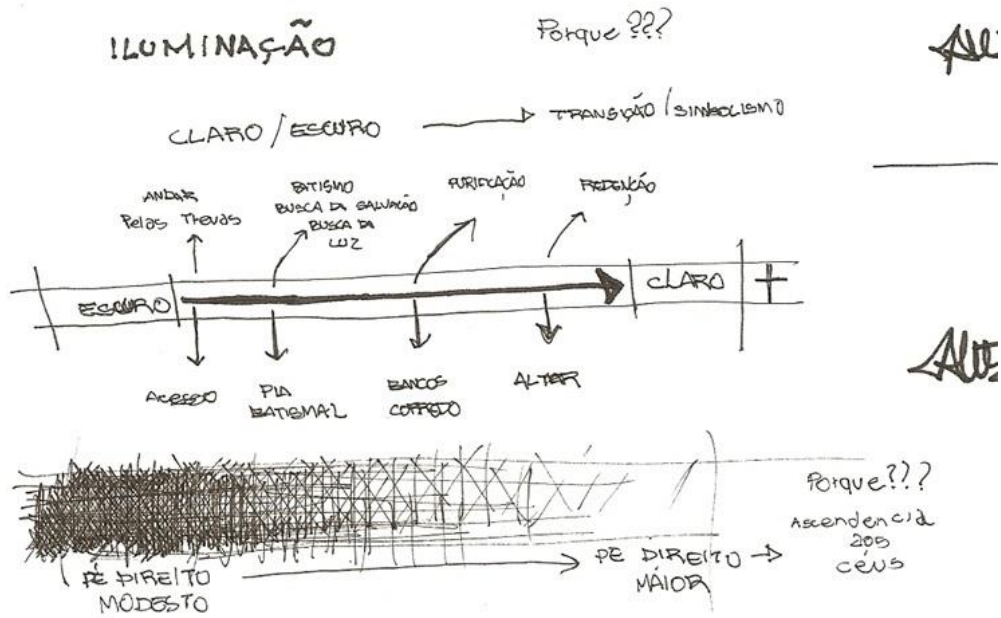 ILUMINAÇÃO
Porque ???
CLARO / ESCURO
TRANSIÇÃO / SIMBOLISMO
ANDAR
Pelas Trevas
BATISMO
BUSCA DA SALVAÇÃO
BUSCA DA
LUZ
PURIFICAÇÃO
REDENÇÃO
ESCURO
CLARO
+
ACESSO
PIA
BATISMAL
BANCOS
ALTAR
Porque???
Ascendencia
aos
céus
PÉ DIREITO
MODESTO
PÉ DIREITO
MAIOR